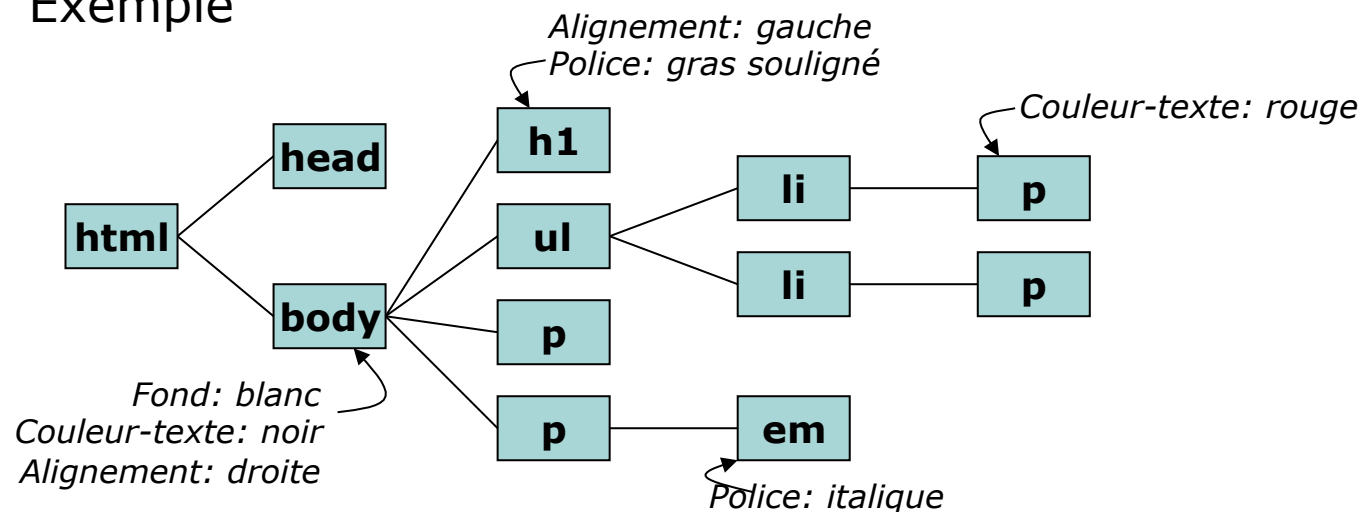 Exemple
Alignement: gauche
Police: gras souligné
Couleur-texte: rouge
h1
head
li
p
html
ul
li
p
body
p
Fond: blanc
Couleur-texte: noir
Alignement: droite
p
em
Police: italique